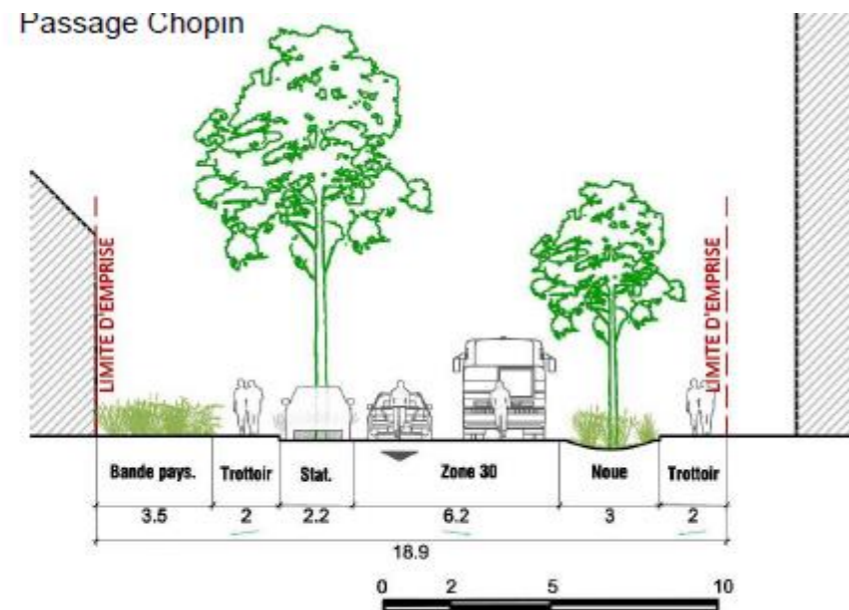 Passage Chopin
LIMITE D'EMPRISE
LIMITE D'EMPRISE
Bande pays. Trottoir Stat. Zone 30 Noue Trottoir
3.5 2 2.2 6.2 3 2
18.9
0 2 5 10